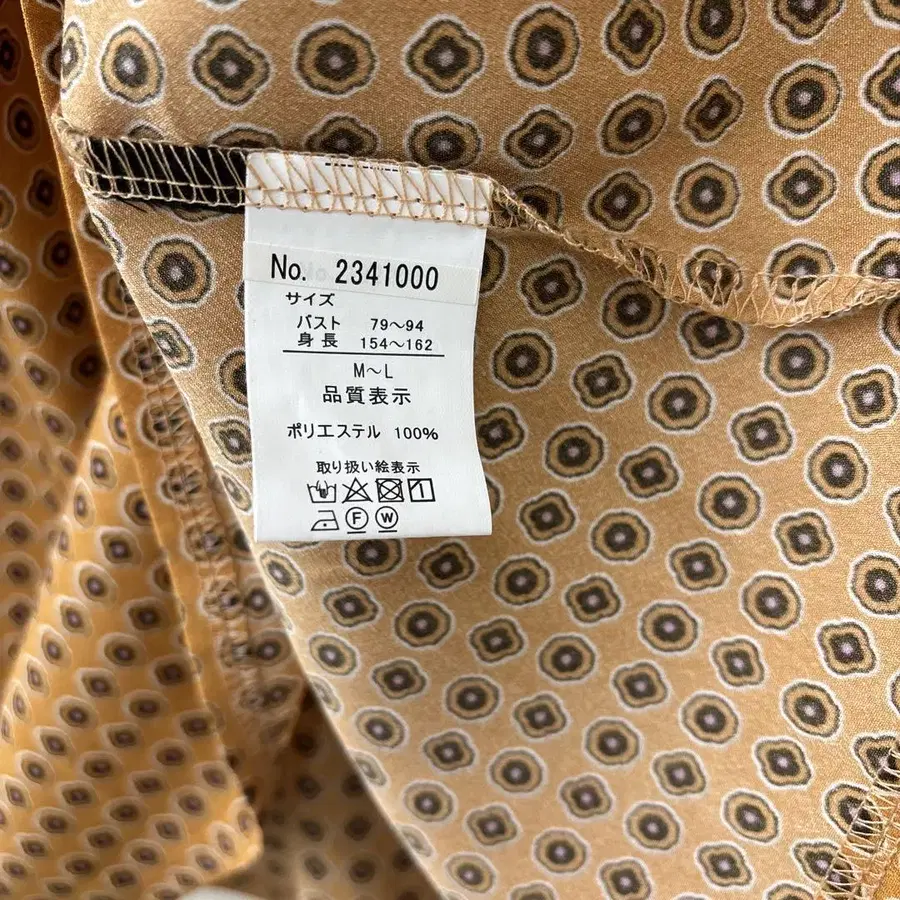 No. 2341000
サイズ
バスト 79～94
身長 154～162
M～L
品質表示
ポリエステル 100%
取り扱い絵表示
F W